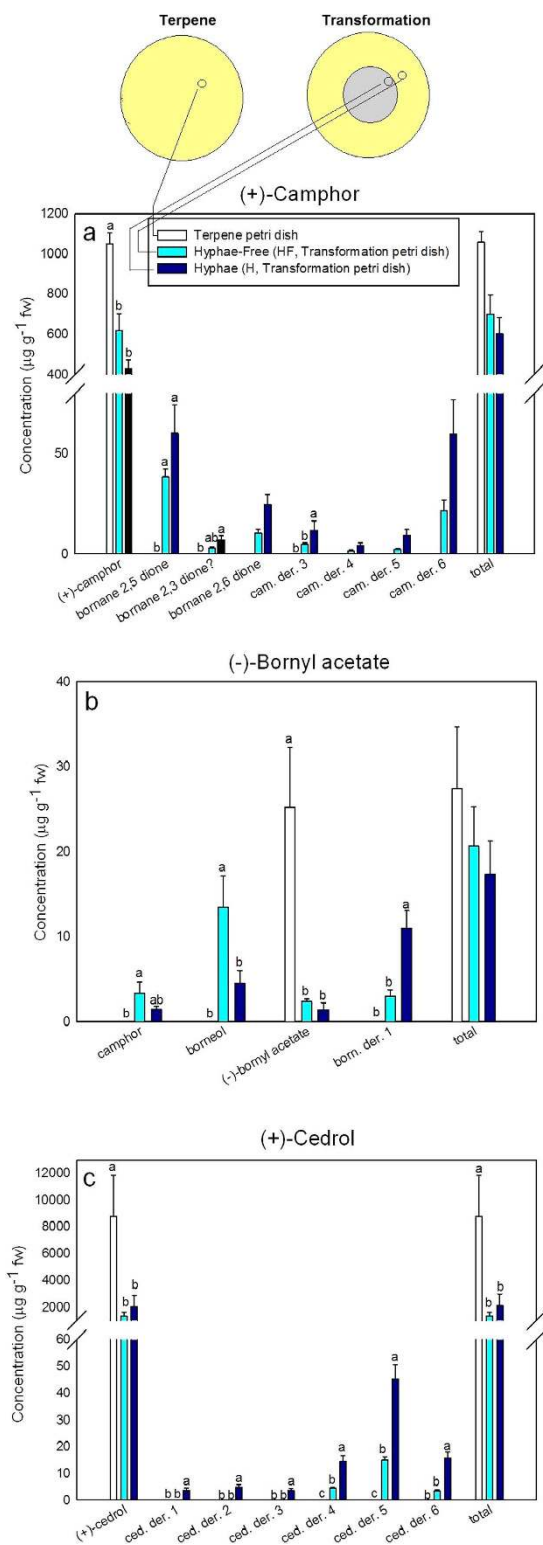 Terpene Transformation
(+)-Camphor
a
Terpene petri dish
Hyphae-Free (HF, Transformation petri dish)
Hyphae (H, Transformation petri dish)
Concentration (µg g-1 fw)
1200
1000
800
600
400
50
0
a
b
b
b
a
a
b
ab
a
b
b
a
(+)-camphor
bornane 2,5 dione
bornane 2,3 dione?
bornane 2,6 dione
cam. der. 3
cam. der. 4
cam. der. 5
cam. der. 6
total
(-)-Bornyl acetate
b
Concentration (µg g-1 fw)
40
30
20
10
0
b
a
ab
b
a
b
a
b
b
b
b
a
camphor
borneol
(-)-bornyl acetate
born. der. 1
total
(+)-Cedrol
c
Concentration (µg g-1 fw)
12000
10000
8000
6000
4000
2000
60
50
40
30
20
10
0
a
b
b
b b a
b b a
b b a
c b a
c b a
b b a
a
b
b
(+)-cedrol
ced. der. 1
ced. der. 2
ced. der. 3
ced. der. 4
ced. der. 5
ced. der. 6
total